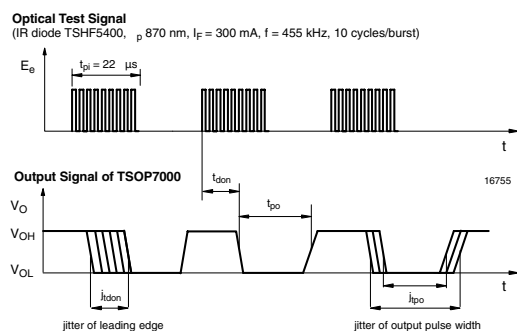 Optical Test Signal
(IR diode TSHF5400, p 870 nm, IF = 300 mA, f = 455 kHz, 10 cycles/burst)
Ee
tpi = 22 µs
t
Output Signal of TSOP7000
16755
tdon
tpo
VO
VOH
VOL
t
jtdon
jtpo
jitter of leading edge
jitter of output pulse width